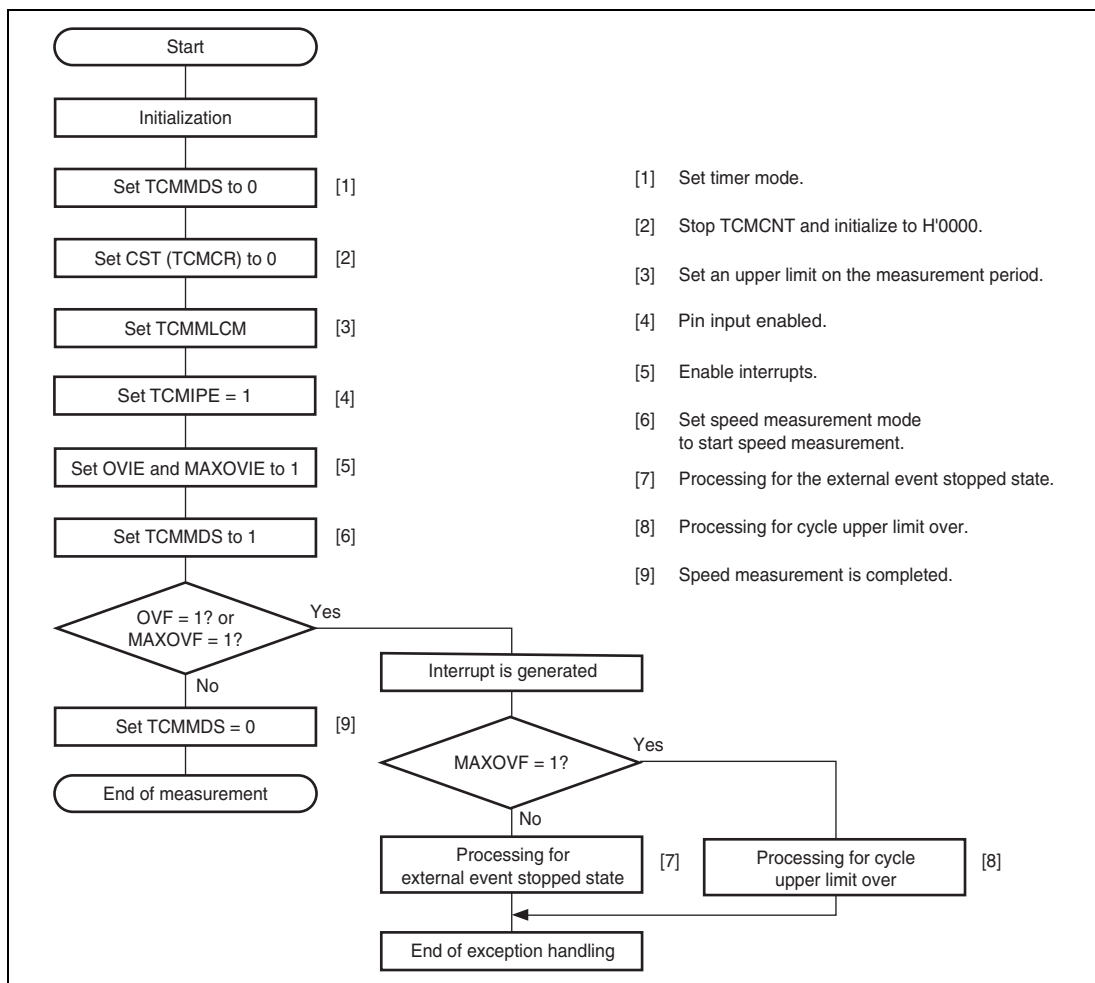 Start
Initialization
Set TCMMDS to 0
[1]
Set CST (TCMCR) to 0
[2]
Set TCMMLCM
[3]
Set TCMIPE = 1
[4]
Set OVIE and MAXOVIE to 1
[5]
Set TCMMDS to 1
[6]
OVF = 1? or
MAXOVF = 1?
Yes
No
Set TCMMDS = 0
[9]
End of measurement
Interrupt is generated
MAXOVF = 1?
Yes
No
Processing for
external event stopped state
[7]
Processing for cycle
upper limit over
[8]
End of exception handling
[1] Set timer mode.
[2] Stop TCMCNT and initialize to H'0000.
[3] Set an upper limit on the measurement period.
[4] Pin input enabled.
[5] Enable interrupts.
[6] Set speed measurement mode
to start speed measurement.
[7] Processing for the external event stopped state.
[8] Processing for cycle upper limit over.
[9] Speed measurement is completed.